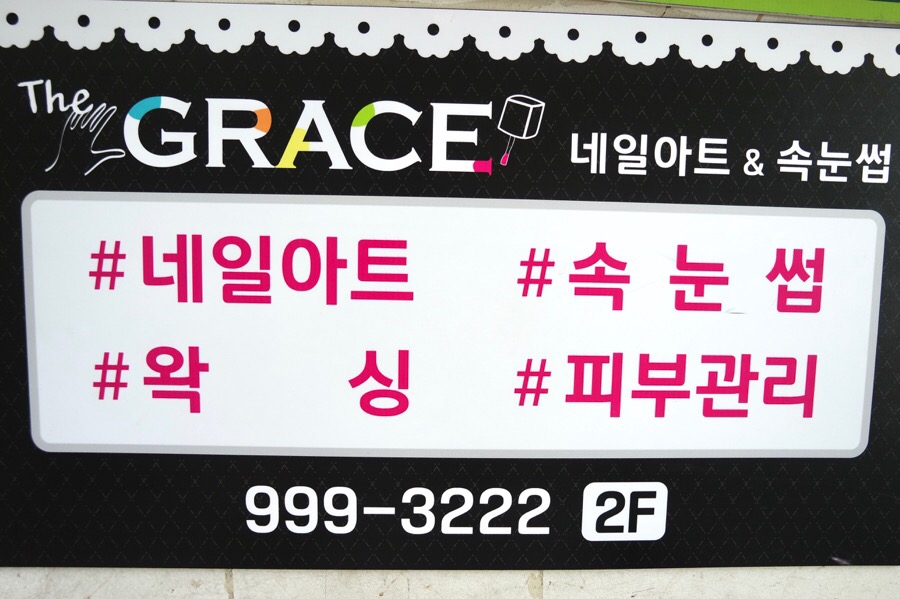 The GRACE 네일아트 & 속눈썹
#네일아트 #속 눈 썹
#왁 싱 #피부관리
999-3222 2F